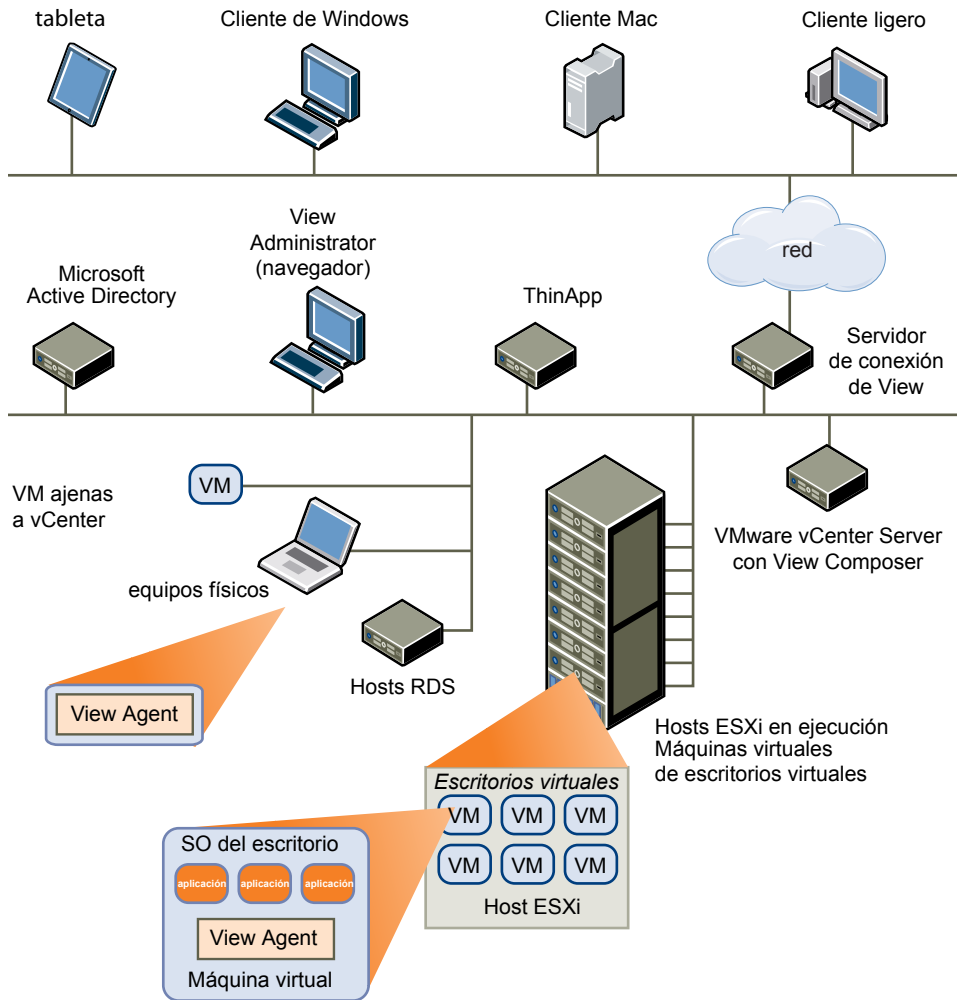 tableta
Cliente de Windows
Cliente Mac
Cliente ligero
red
View
Administrator
(navegador)
Microsoft
Active Directory
ThinApp
Servidor
de conexión
de View
VM ajenas
a vCenter
VM
equipos físicos
VMware vCenter Server
con View Composer
Hosts RDS
View Agent
Hosts ESXi en ejecución
Máquinas virtuales
de escritorios virtuales
Escritorios virtuales
VM VM VM
VM VM VM
Host ESXi
SO del escritorio
aplicación aplicación aplicación
View Agent
Máquina virtual